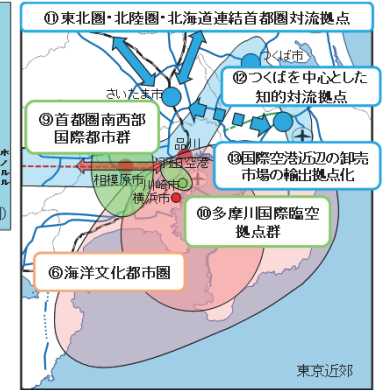 ⑪東北圏・北陸圏・北海道連結首都圏対流拠点
つくば市
さいたま市
⑫つくばを中心とした
知的対流拠点
⑨首都圏南西部
国際都市群
品川
羽田空港
⑬国際空港近辺の卸売
市場の輸出拠点化
相模原市
川崎市
横浜市
⑩多摩川国際臨空
拠点群
⑥海洋文化都市圏
東京近郊
ホノルル